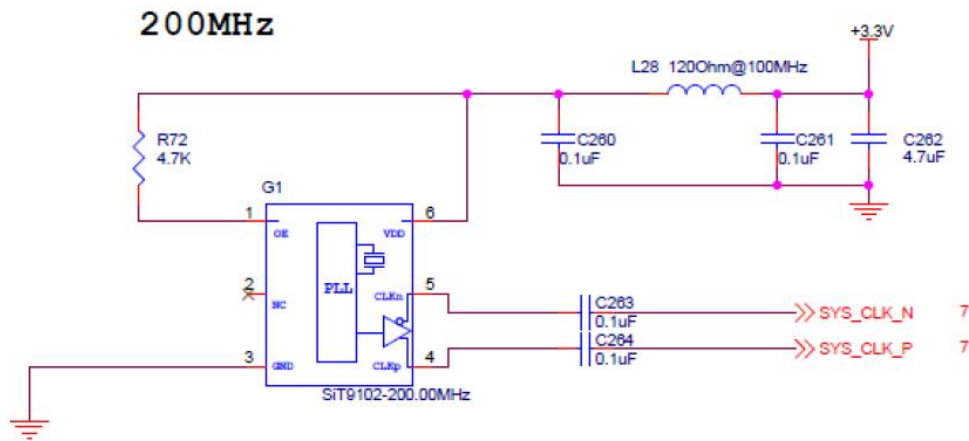 200MHz
+3.3V
L28 120Ohm@100MHz
R72
4.7K
C260
0.1uF
C261
0.1uF
C262
4.7uF
G1
1
6
OE
VDD
2
NC
PLL
5
CLKn
C263
0.1uF
SYS_CLK_N 7
3
GND
4
CLKp
C264
0.1uF
SYS_CLK_P 7
SiT9102-200.00MHz